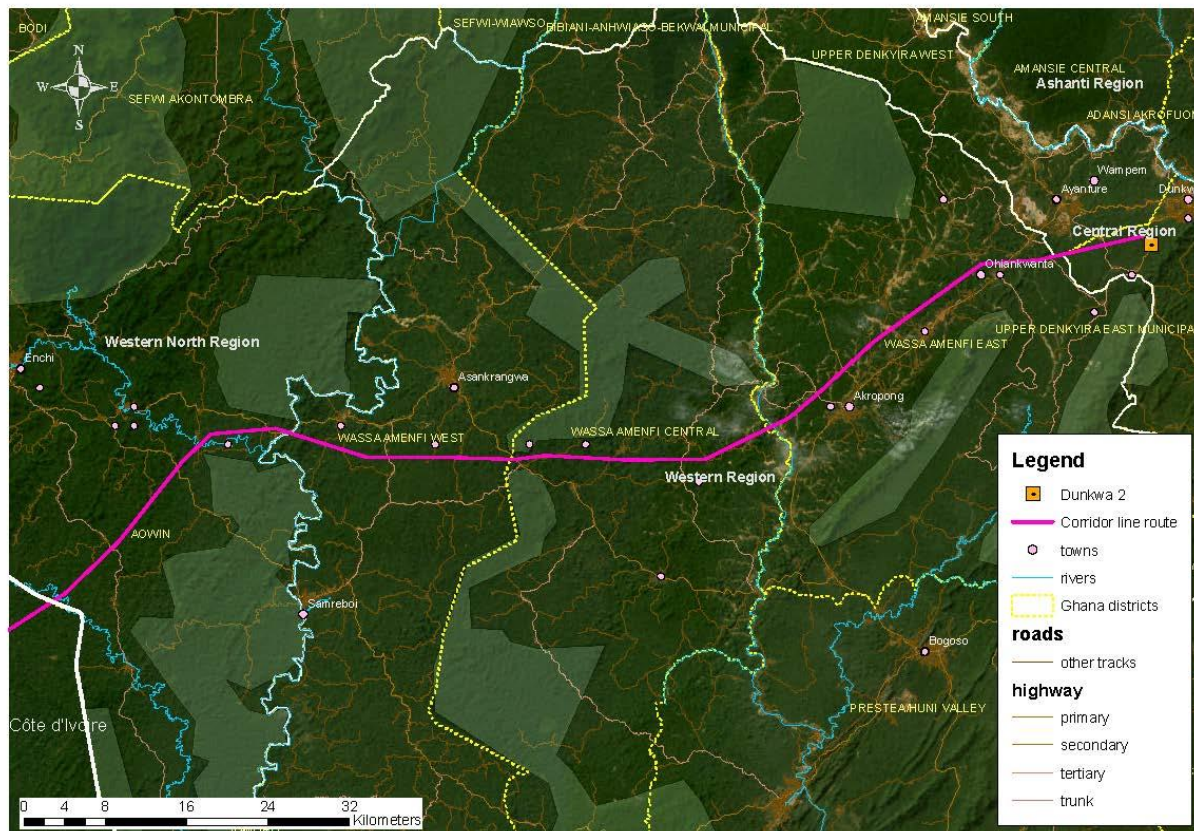 BODI
SEFWI-WIAWSO
BIBIANI-ANHWIASO-BEKWAI MUNICIPAL
AMANSIE SOUTH
UPPER DENKYIRA WEST
N
W E
S
AMANSIE CENTRAL
Ashanti Region
SEFWI AKONTOMBRA
ADANSI AKROFUOM
Wampem
Ayanfure
Dunkw
Central Region
Ohiankwanta
Western North Region
UPPER DENKYIRA EAST MUNICIPA
WASSA AMENFI EAST
Enchi
Asankrangwa
Akropong
WASSA AMENFI WEST
WASSA AMENFI CENTRAL
Western Region
AOWIN
Samreboi
Bogoso
PRESTEA/HUNI VALLEY
Côte d'Ivoire
0 4 8 16 24 32
Kilometers
Legend
Dunkwa 2
Corridor line route
towns
rivers
Ghana districts
roads
other tracks
highway
primary
secondary
tertiary
trunk